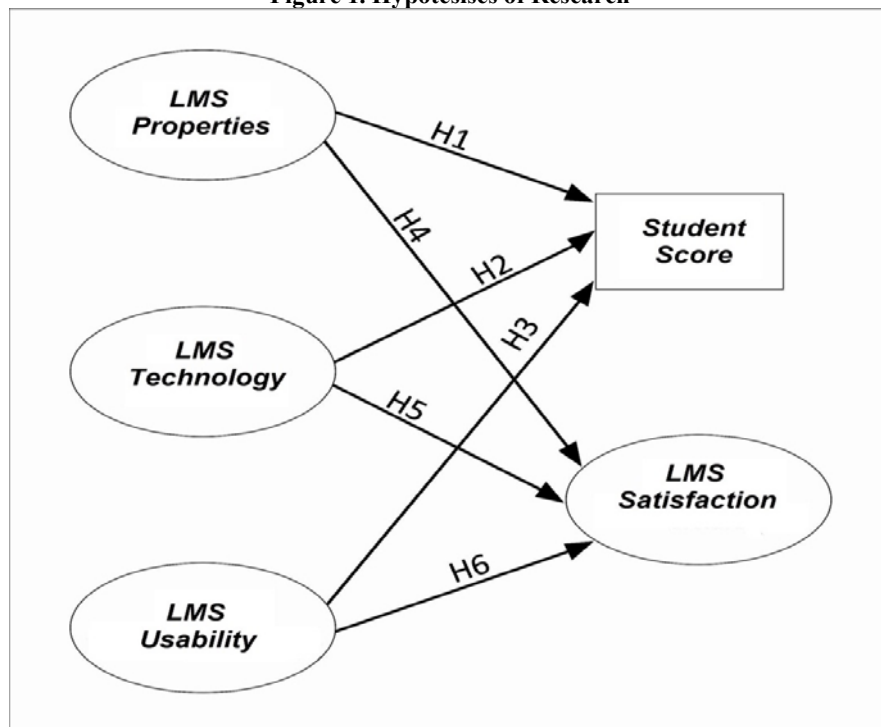 Figure 1. Hypotesises of Research
LMS
Properties
H1
H4
Student
Score
H2
H3
LMS
Technology
H5
LMS
Satisfaction
H6
LMS
Usability